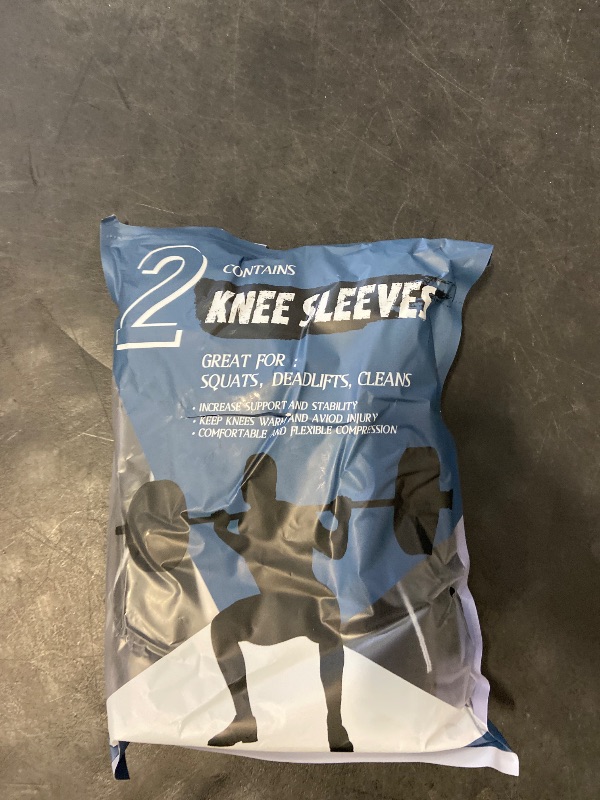 2 CONTAINS
KNEE SLEEVES
GREAT FOR :
SQUATS, DEADLIFTS, CLEANS
• INCREASE SUPPORT AND STABILITY
• KEEP KNEES WARM AND AVIOD INJURY
• COMFORTABLE AND FLEXIBLE COMPRESSION